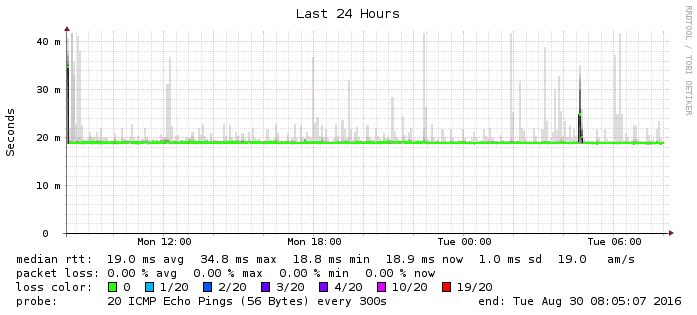 Last 24 Hours
RRDTOOL / TOBI OETIKER
Seconds
40 m
30 m
20 m
10 m
0
Mon 12:00 Mon 18:00 Tue 00:00 Tue 06:00
median rtt: 19.0 ms avg 34.8 ms max 18.8 ms min 18.9 ms now 1.0 ms sd 19.0 am/s
packet loss: 0.00 % avg 0.00 % max 0.00 % min 0.00 % now
loss color: 0 1/20 2/20 3/20 4/20 10/20 19/20
probe: 20 ICMP Echo Pings (56 Bytes) every 300s end: Tue Aug 30 08:05:07 2016